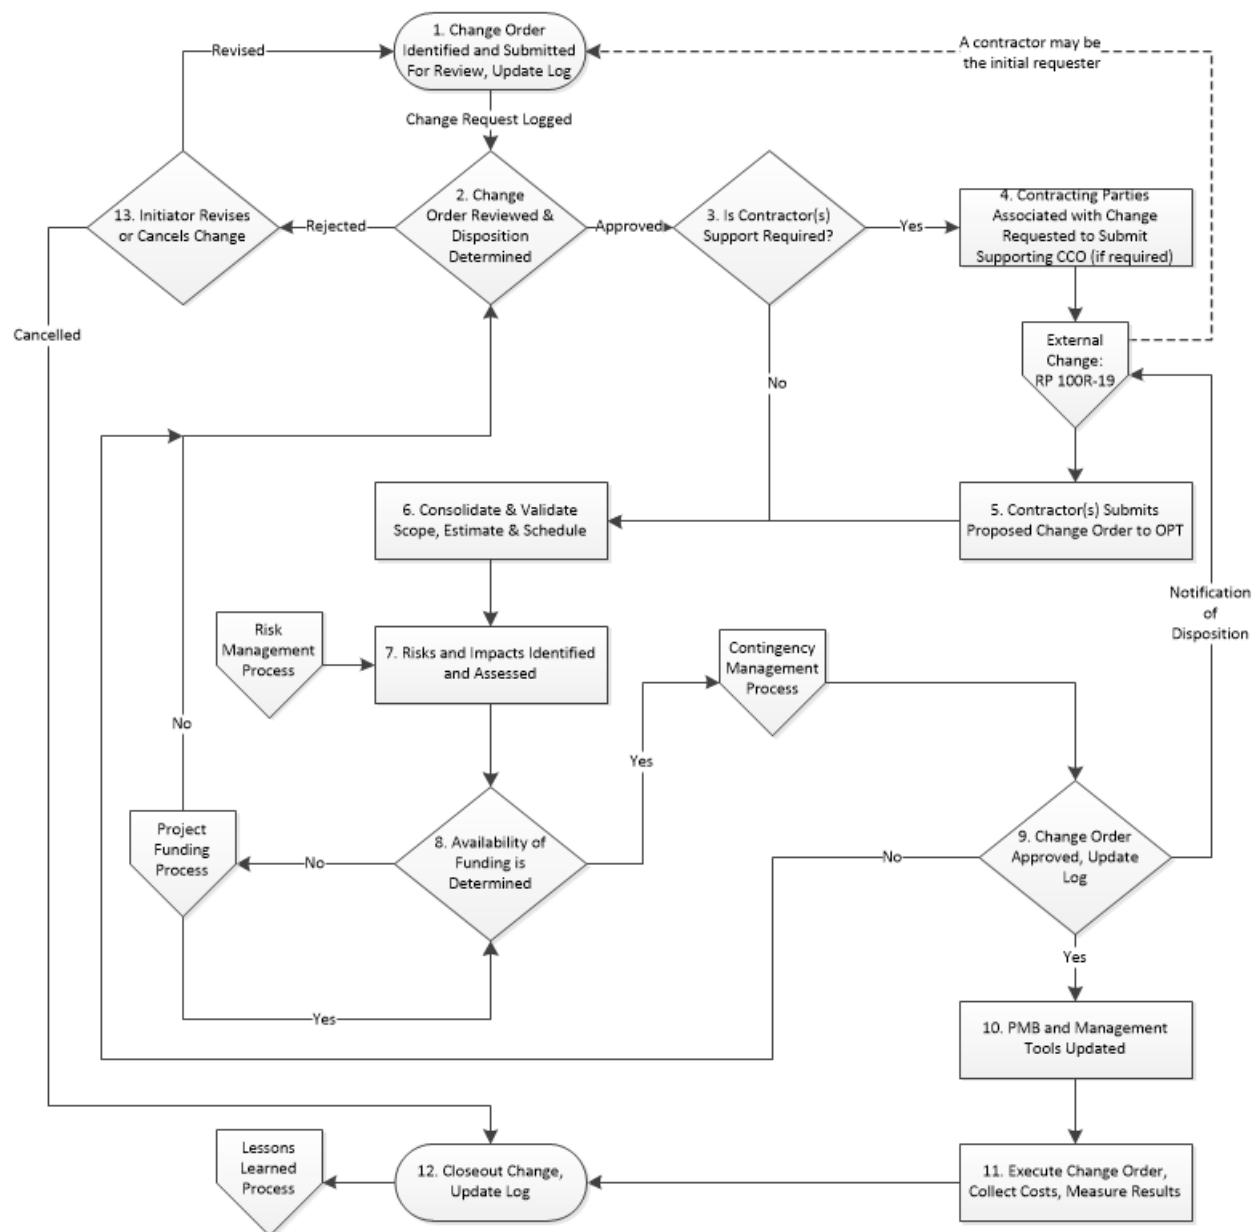 1. Change Order
Identified and Submitted
For Review, Update Log
Revised
A contractor may be
the initial requester
Change Request Logged
13. Initiator Revises
or Cancels Change
Rejected
2. Change
Order Reviewed &
Disposition
Determined
Approved
3. Is Contractor(s)
Support Required?
Yes
4. Contracting Parties
Associated with Change
Requested to Submit
Supporting CCO (if required)
Cancelled
External
Change:
RP 100R-19
No
6. Consolidate & Validate
Scope, Estimate & Schedule
5. Contractor(s) Submits
Proposed Change Order to OPT
Notification
of
Disposition
Risk
Management
Process
7. Risks and Impacts Identified
and Assessed
Contingency
Management
Process
No
Yes
Project
Funding
Process
No
8. Availability of
Funding is
Determined
No
9. Change Order
Approved, Update
Log
Yes
Yes
10. PMB and Management
Tools Updated
Lessons
Learned
Process
12. Closeout Change,
Update Log
11. Execute Change Order,
Collect Costs, Measure Results